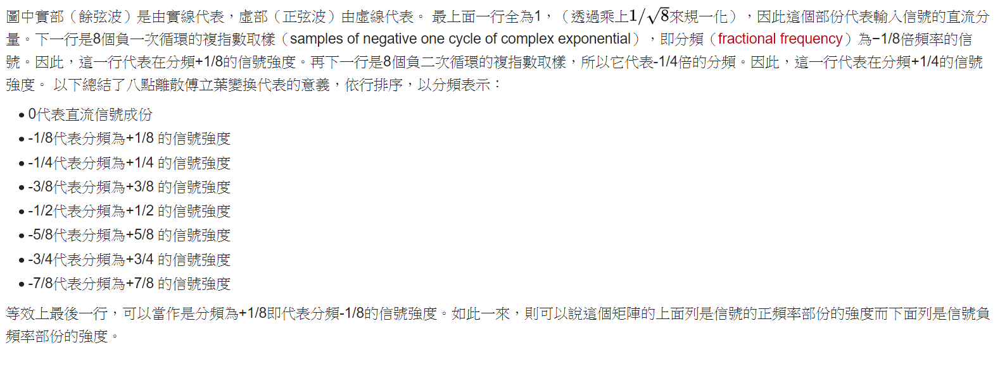 圖中實部（餘弦波）是由實線代表，虛部（正弦波）由虛線代表。 最上面一行全為1，（透過乘上1/√8來規一化），因此這個部份代表輸入信號的直流分
量。下一行是8個負一次循環的複指數取樣（samples of negative one cycle of complex exponential），即分頻（fractional frequency）為−1/8倍頻率的信
號。因此，這一行代表在分頻+1/8的信號強度。再下一行是8個負二次循環的複指數取樣，所以它代表-1/4倍的分頻。因此，這一行代表在分頻+1/4的信號
強度。 以下總結了八點離散傅立葉變換代表的意義，依行排序，以分頻表示：
• 0代表直流信號成份
• -1/8代表分頻為+1/8 的信號強度
• -1/4代表分頻為+1/4 的信號強度
• -3/8代表分頻為+3/8 的信號強度
• -1/2代表分頻為+1/2 的信號強度
• -5/8代表分頻為+5/8 的信號強度
• -3/4代表分頻為+3/4 的信號強度
• -7/8代表分頻為+7/8 的信號強度
等效上最後一行，可以當作是分頻為+1/8即代表分頻-1/8的信號強度。如此一來，則可以說這個矩陣的上面列是信號的正頻率部份的強度而下面列是信號負
頻率部份的強度。